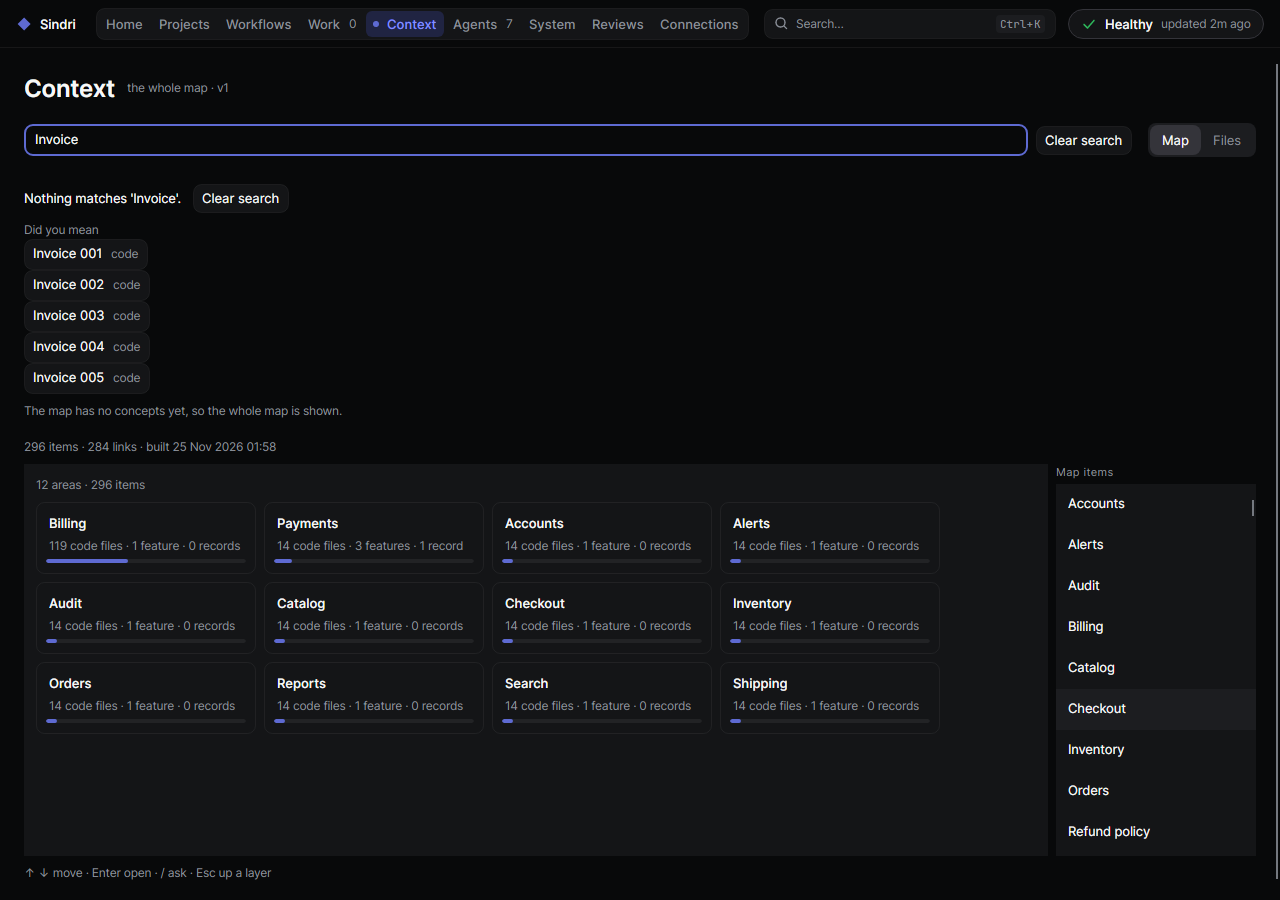 Sindri Home Projects Workflows Work 0 Context Agents 7 System Reviews Connections Search... Ctrl+K Healthy updated 2m ago
Context the whole map · v1
Invoice Clear search Map Files
Nothing matches 'Invoice'. Clear search
Did you mean
Invoice 001 code
Invoice 002 code
Invoice 003 code
Invoice 004 code
Invoice 005 code
The map has no concepts yet, so the whole map is shown.
296 items · 284 links · built 25 Nov 2026 01:58
12 areas · 296 items
Billing
119 code files · 1 feature · 0 records
Payments
14 code files · 3 features · 1 record
Accounts
14 code files · 1 feature · 0 records
Alerts
14 code files · 1 feature · 0 records
Audit
14 code files · 1 feature · 0 records
Catalog
14 code files · 1 feature · 0 records
Checkout
14 code files · 1 feature · 0 records
Inventory
14 code files · 1 feature · 0 records
Orders
14 code files · 1 feature · 0 records
Reports
14 code files · 1 feature · 0 records
Search
14 code files · 1 feature · 0 records
Shipping
14 code files · 1 feature · 0 records
Map items
Accounts
Alerts
Audit
Billing
Catalog
Checkout
Inventory
Orders
Refund policy
↑ ↓ move · Enter open · / ask · Esc up a layer